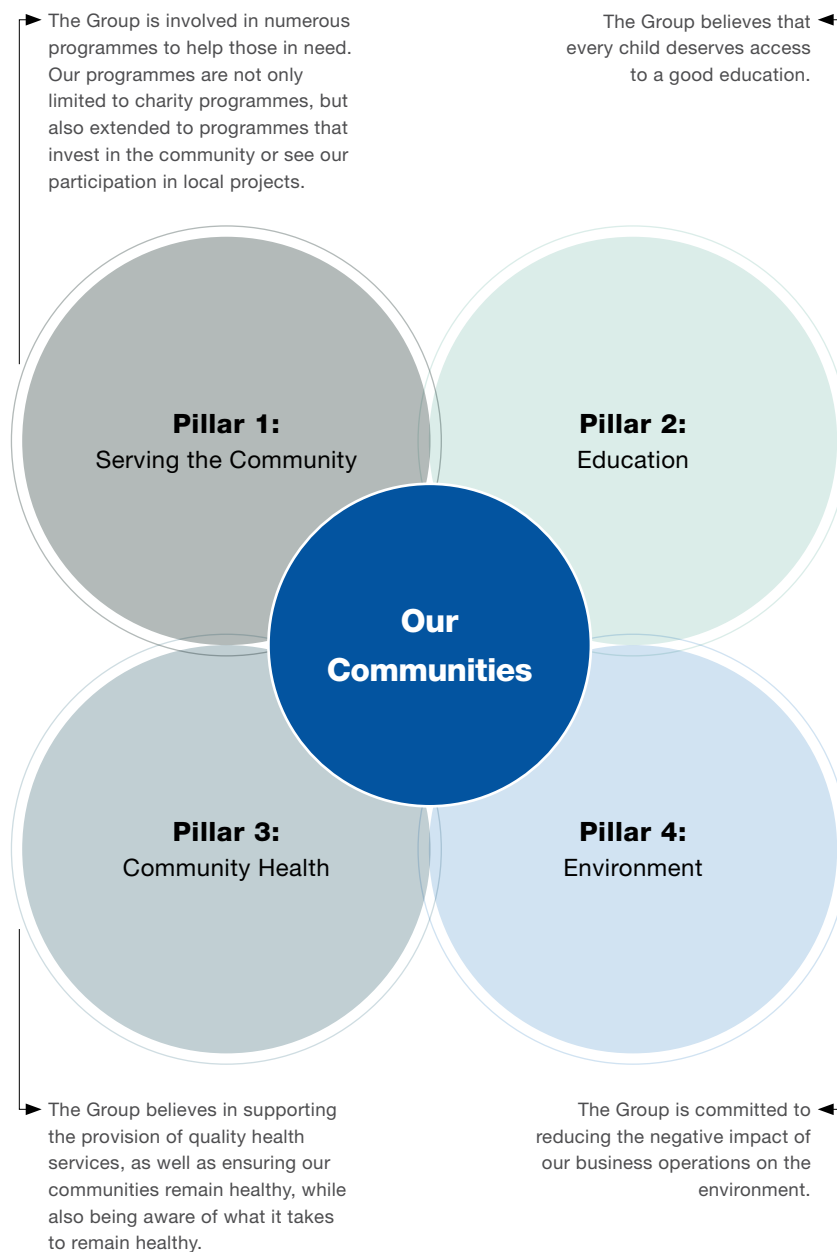 The Group is involved in numerous
programmes to help those in need.
Our programmes are not only
limited to charity programmes, but
also extended to programmes that
invest in the community or see our
participation in local projects.
The Group believes that
every child deserves access
to a good education.
Pillar 1:
Serving the Community
Pillar 2:
Education
Our
Communities
Pillar 3:
Community Health
Pillar 4:
Environment
The Group believes in supporting
the provision of quality health
services, as well as ensuring our
communities remain healthy, while
also being aware of what it takes
to remain healthy.
The Group is committed to
reducing the negative impact of
our business operations on the
environment.